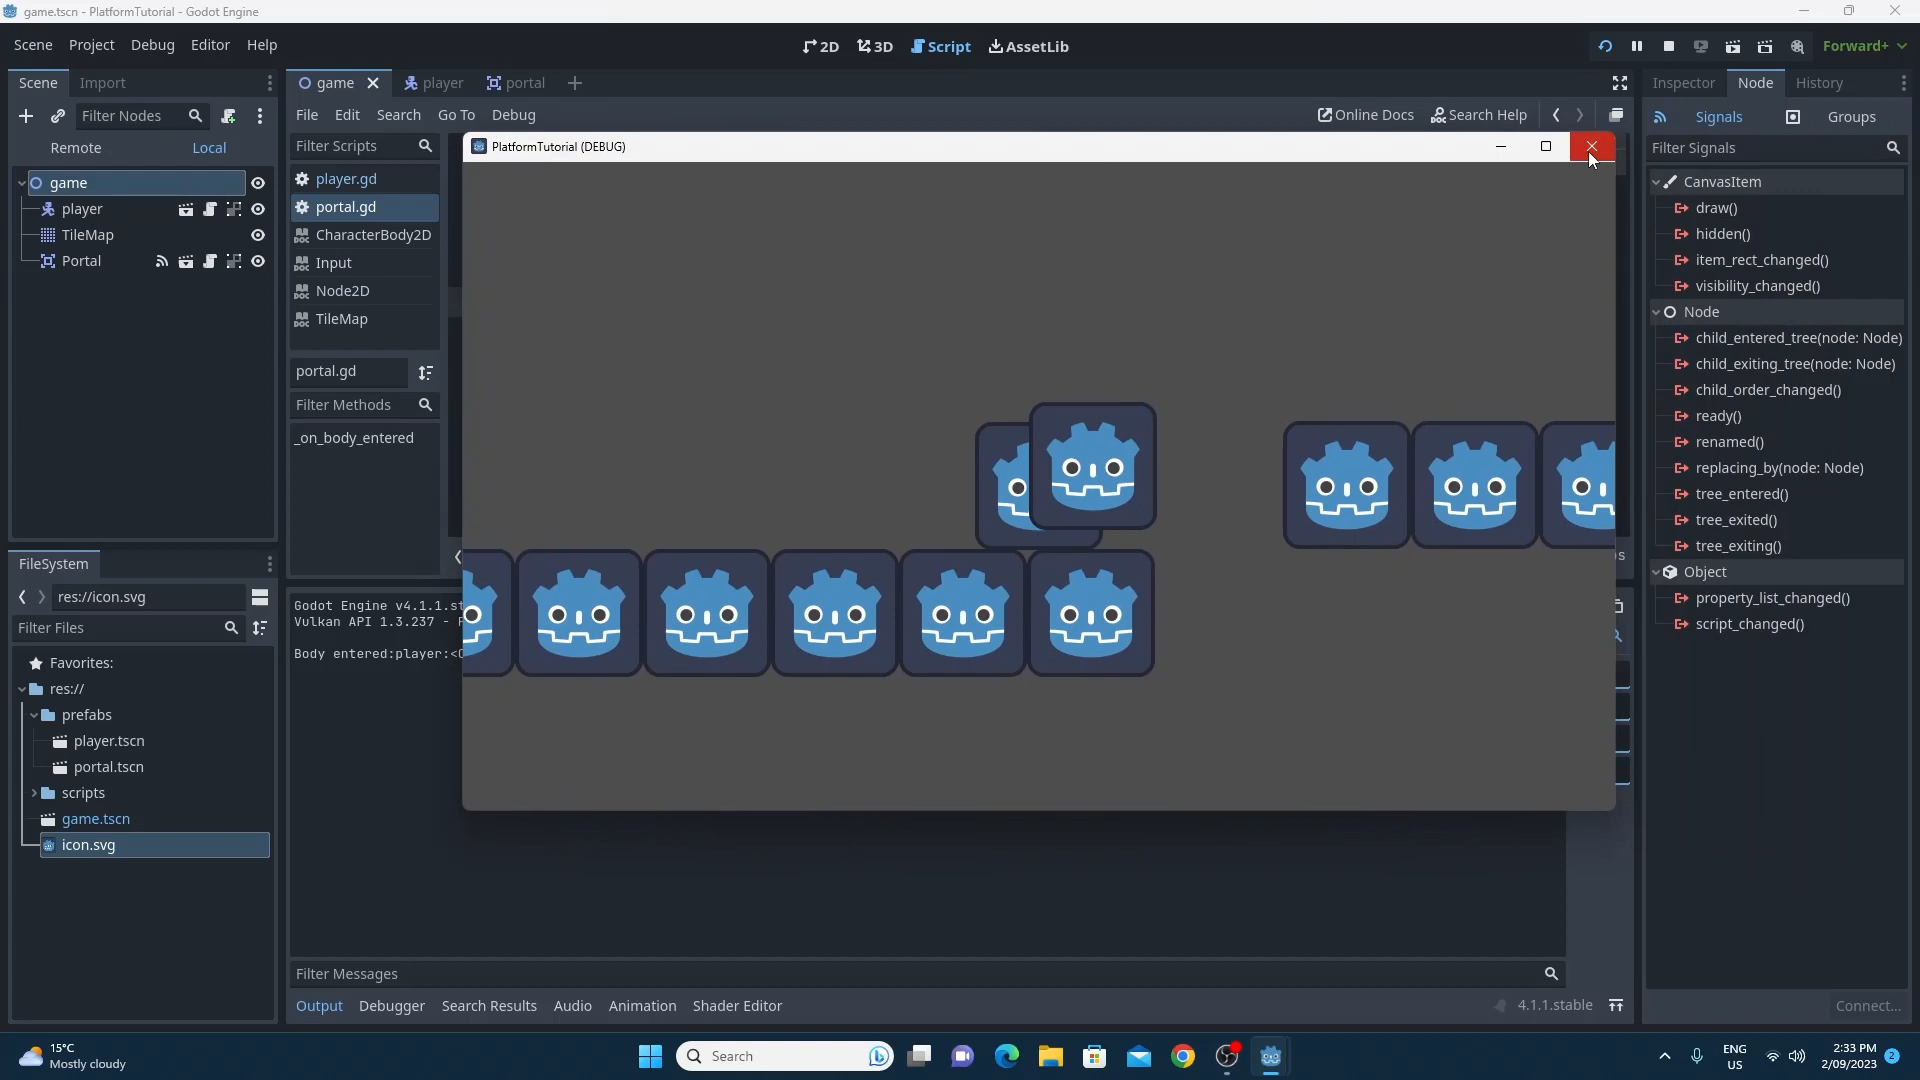 game.tscn - PlatformTutorial - Godot Engine
Scene Project Debug Editor Help
2D 3D Script AssetLib
Forward+
Scene Import
game player portal
Inspector Node History
Filter Nodes
File Edit Search Go To Debug
Online Docs Search Help
Signals Groups
Remote Local
Filter Scripts
PlatformTutorial (DEBUG)
Filter Signals
game
player
TileMap
Portal
player.gd
portal.gd
CharacterBody2D
Input
Node2D
TileMap
portal.gd
Filter Methods
_on_body_entered
CanvasItem
draw()
hidden()
item_rect_changed()
visibility_changed()
Node
child_entered_tree(node: Node)
child_exiting_tree(node: Node)
child_order_changed()
ready()
renamed()
replacing_by(node: Node)
tree_entered()
tree_exited()
tree_exiting()
Object
property_list_changed()
script_changed()
FileSystem
res://icon.svg
Filter Files
Favorites:
res://
prefabs
player.tscn
portal.tscn
scripts
game.tscn
icon.svg
Godot Engine v4.1.1.st
Vulkan API 1.3.237 - F
Body entered:player:<C
Filter Messages
Output Debugger Search Results Audio Animation Shader Editor
4.1.1.stable
Connect...
15°C
Mostly cloudy
Search
ENG
US
2:33 PM
2/09/2023
2